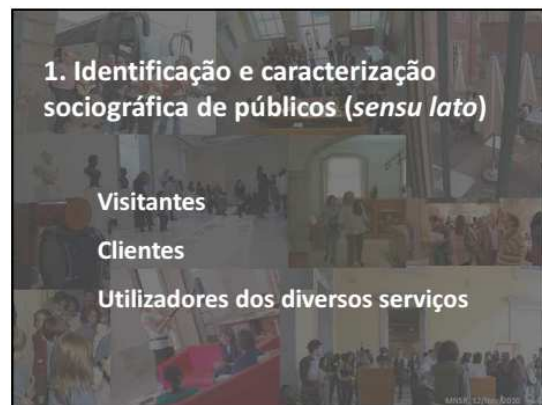 1. Identificação e caracterização
sociográfica de públicos (sensu lato)
Visitantes
Clientes
Utilizadores dos diversos serviços